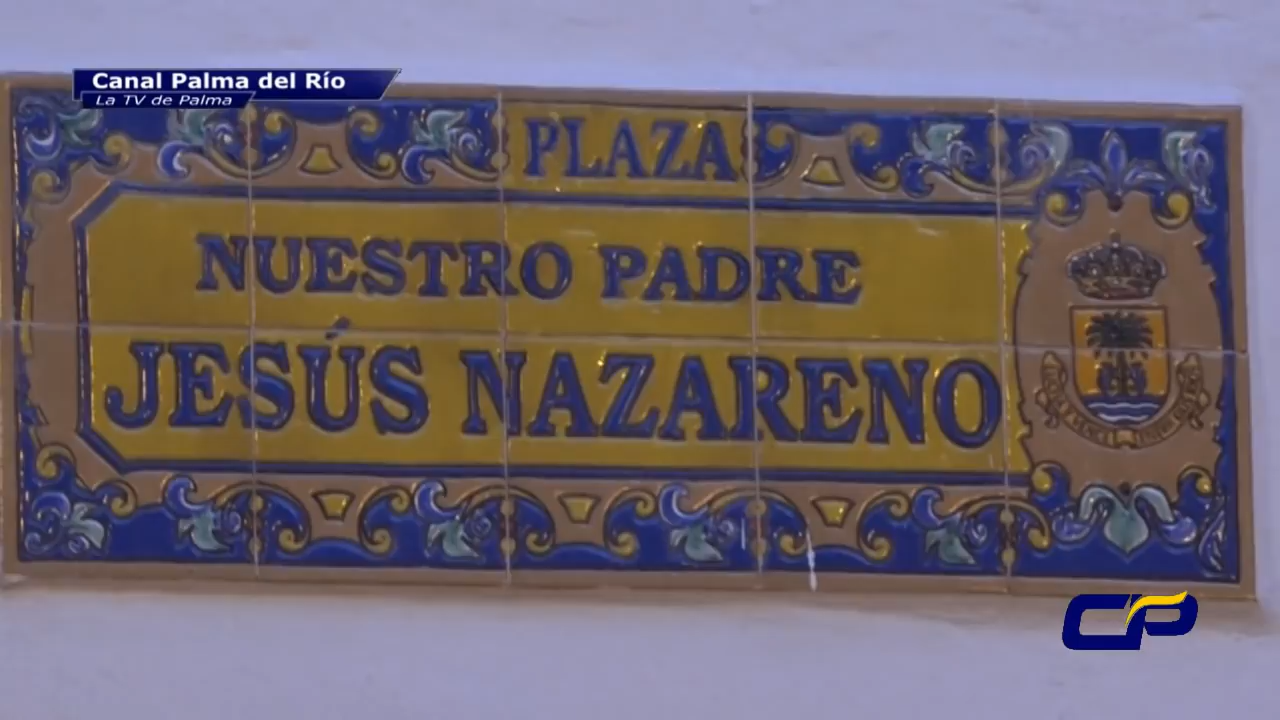 Canal Palma del Río
La TV de Palma
PLAZA
NUESTRO PADRE
JESÚS NAZARENO
CP